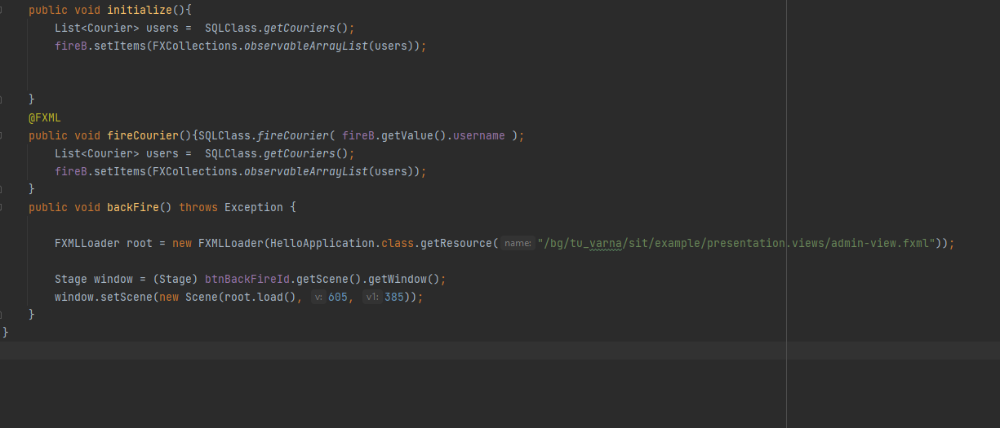 public void initialize(){
List<Courier> users =  SQLClass.getCouriers();
fireB.setItems(FXCollections.observableArrayList(users));
}
@FXML
public void fireCourier(){SQLClass.fireCourier( fireB.getValue().username );
List<Courier> users =  SQLClass.getCouriers();
fireB.setItems(FXCollections.observableArrayList(users));
}
public void backFire() throws Exception {
FXMLLoader root = new FXMLLoader(HelloApplication.class.getResource( name: "/bg/tu_varna/sit/example/presentation.views/admin-view.fxml"));
Stage window = (Stage) btnBackFireId.getScene().getWindow();
window.setScene(new Scene(root.load(), v: 605, v1: 385));
}
}